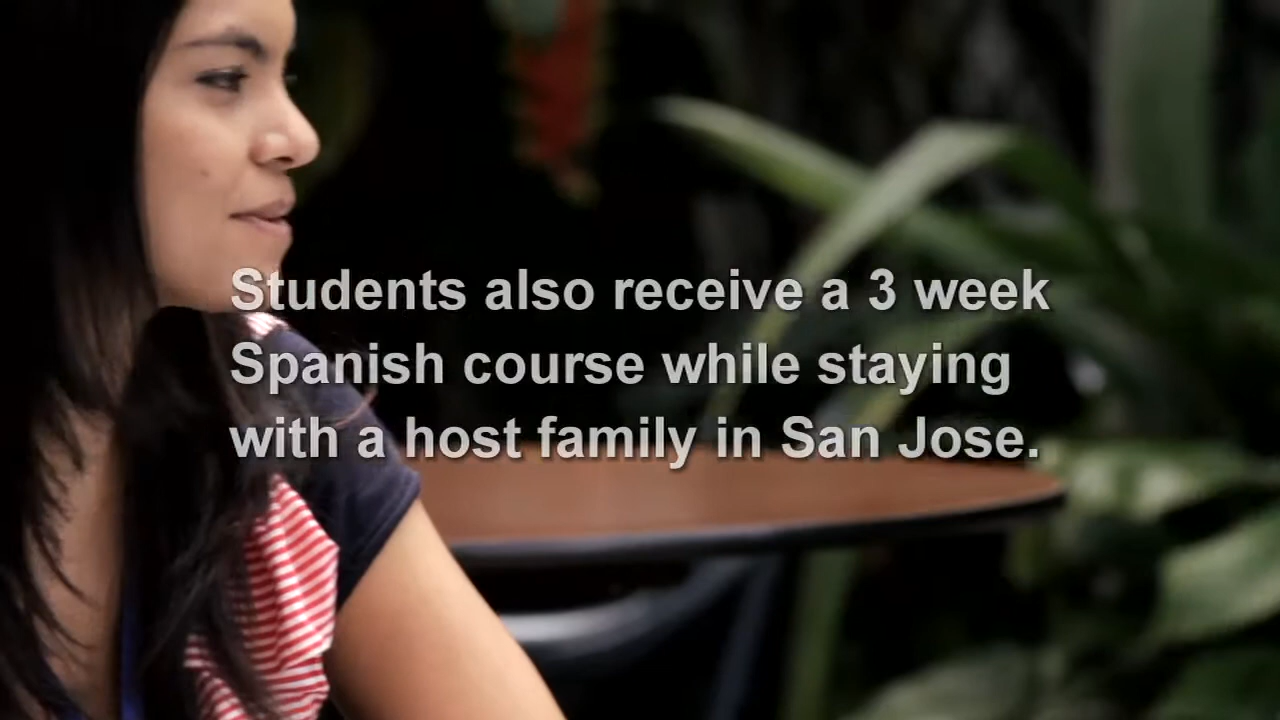 Students also receive a 3 week
Spanish course while staying
with a host family in San Jose.